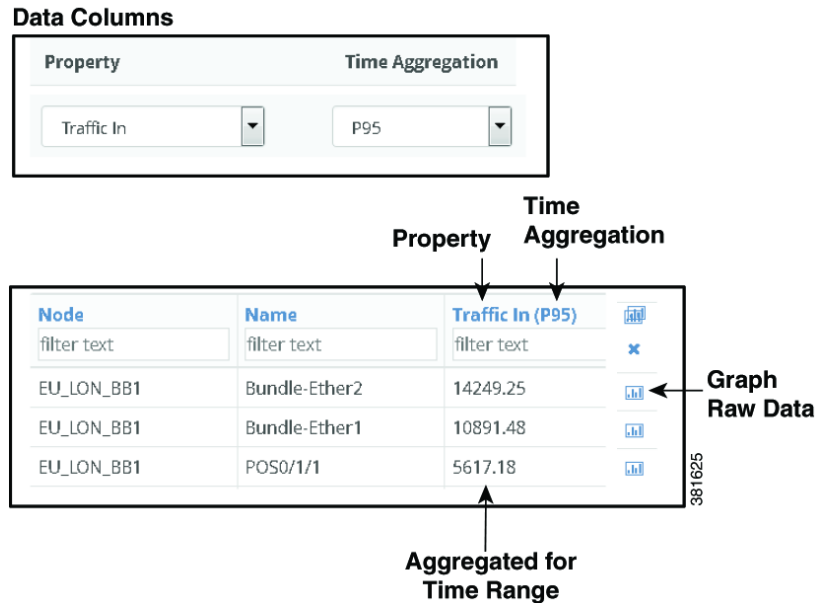 Data Columns
Property Time Aggregation
Traffic In P95
Time
Property Aggregation
Node Name Traffic In (P95)
filter text filter text filter text
EU_LON_BB1 Bundle-Ether2 14249.25
Graph
Raw Data
EU_LON_BB1 Bundle-Ether1 10891.48
EU_LON_BB1 POS0/1/1 5617.18
381625
Aggregated for
Time Range